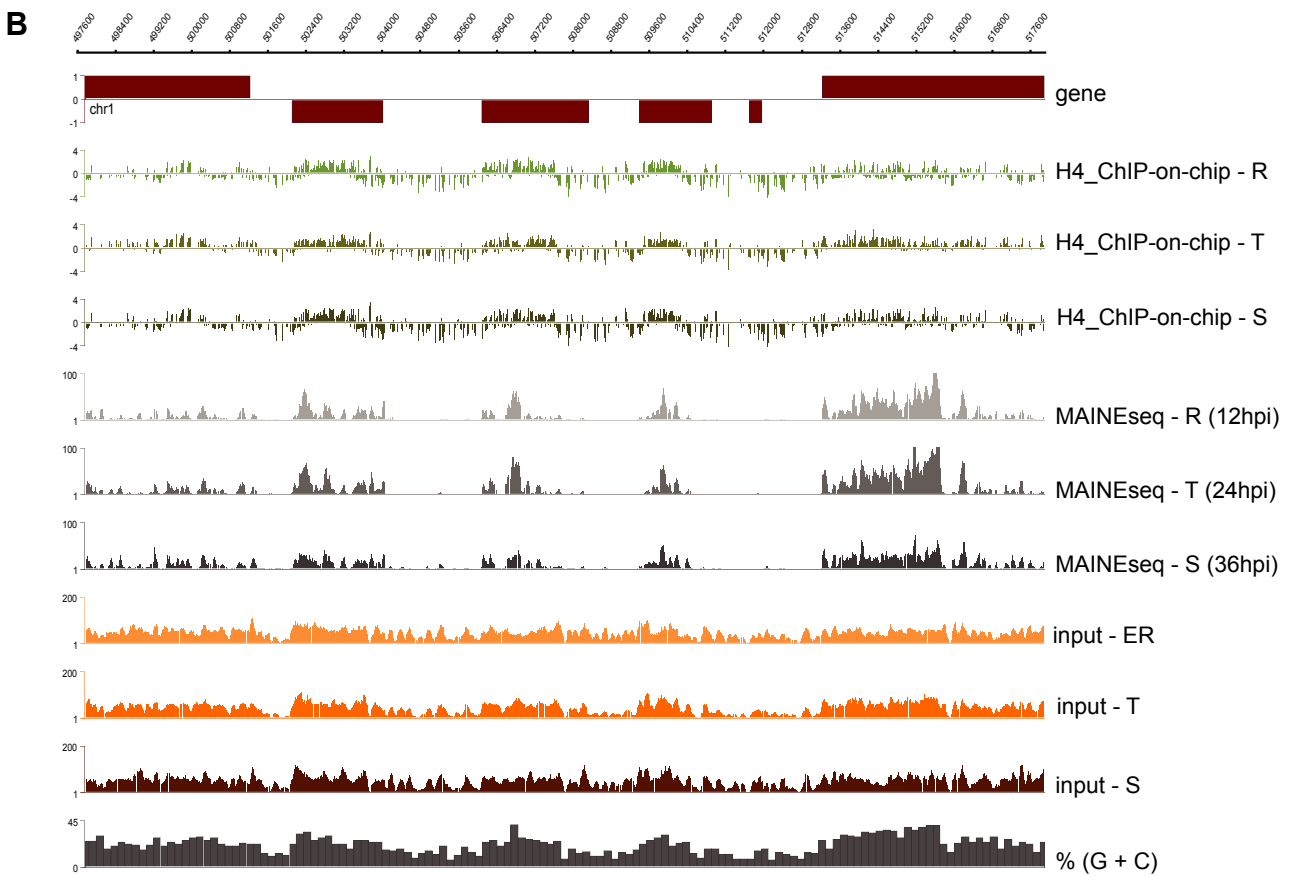 B
497600 498400 499200 500000 500800 501600 502400 503200 504000 504800 505600 506400 507200 508000 508800 509600 510400 511200 512000 512800 513600 514400 515200 516000 516800 517600
1
gene
0
chr1
-1
4
0
H4_ChIP-on-chip - R
-4
4
H4_ChIP-on-chip - T
0
-4
4
H4_ChIP-on-chip - S
0
-4
100
MAINEseq - R (12hpi)
1
100
MAINEseq - T (24hpi)
1
100
MAINEseq - S (36hpi)
1
200
input - ER
1
200
input - T
1
200
input - S
1
45
% (G + C)
0